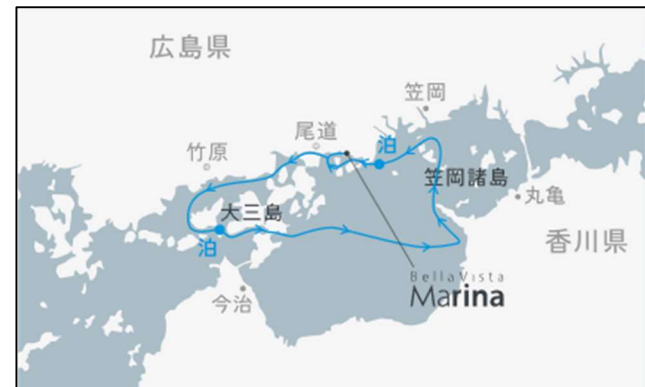 広島県
笠岡
尾道
泊
竹原
笠岡諸島
丸亀
大三島
泊
香川県
BellaVista
Marina
今治